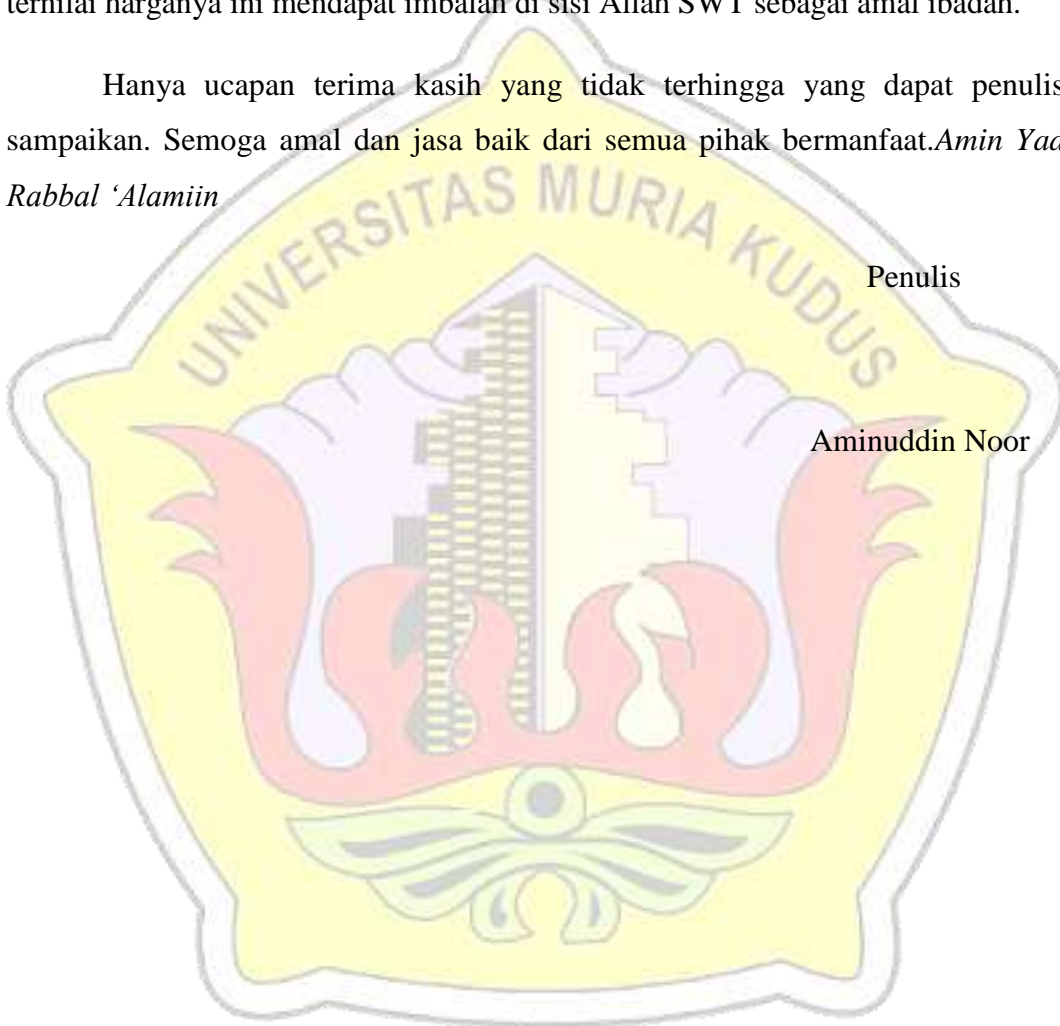 ternilai harganya ini mendapat imbalan di sisi Allah SWT sebagai amal ibadah.
Hanya ucapan terima kasih yang tidak terhingga yang dapat penulis
sampaikan. Semoga amal dan jasa baik dari semua pihak bermanfaat.Amin Yaa
Rabbal ‘Alamiin
UNIVERSITAS MURIA KUDUS
Penulis
Aminuddin Noor